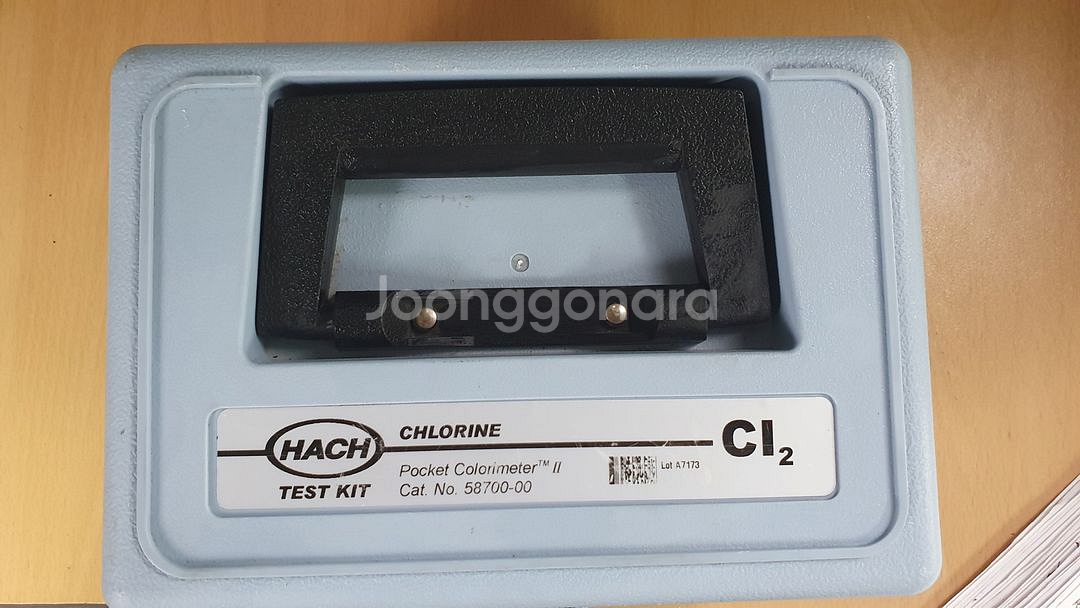 Joonggonara
HACH
TEST KIT
CHLORINE
Pocket Colorimeter™ II
Cat. No. 58700-00
Lot A7173
Cl₂